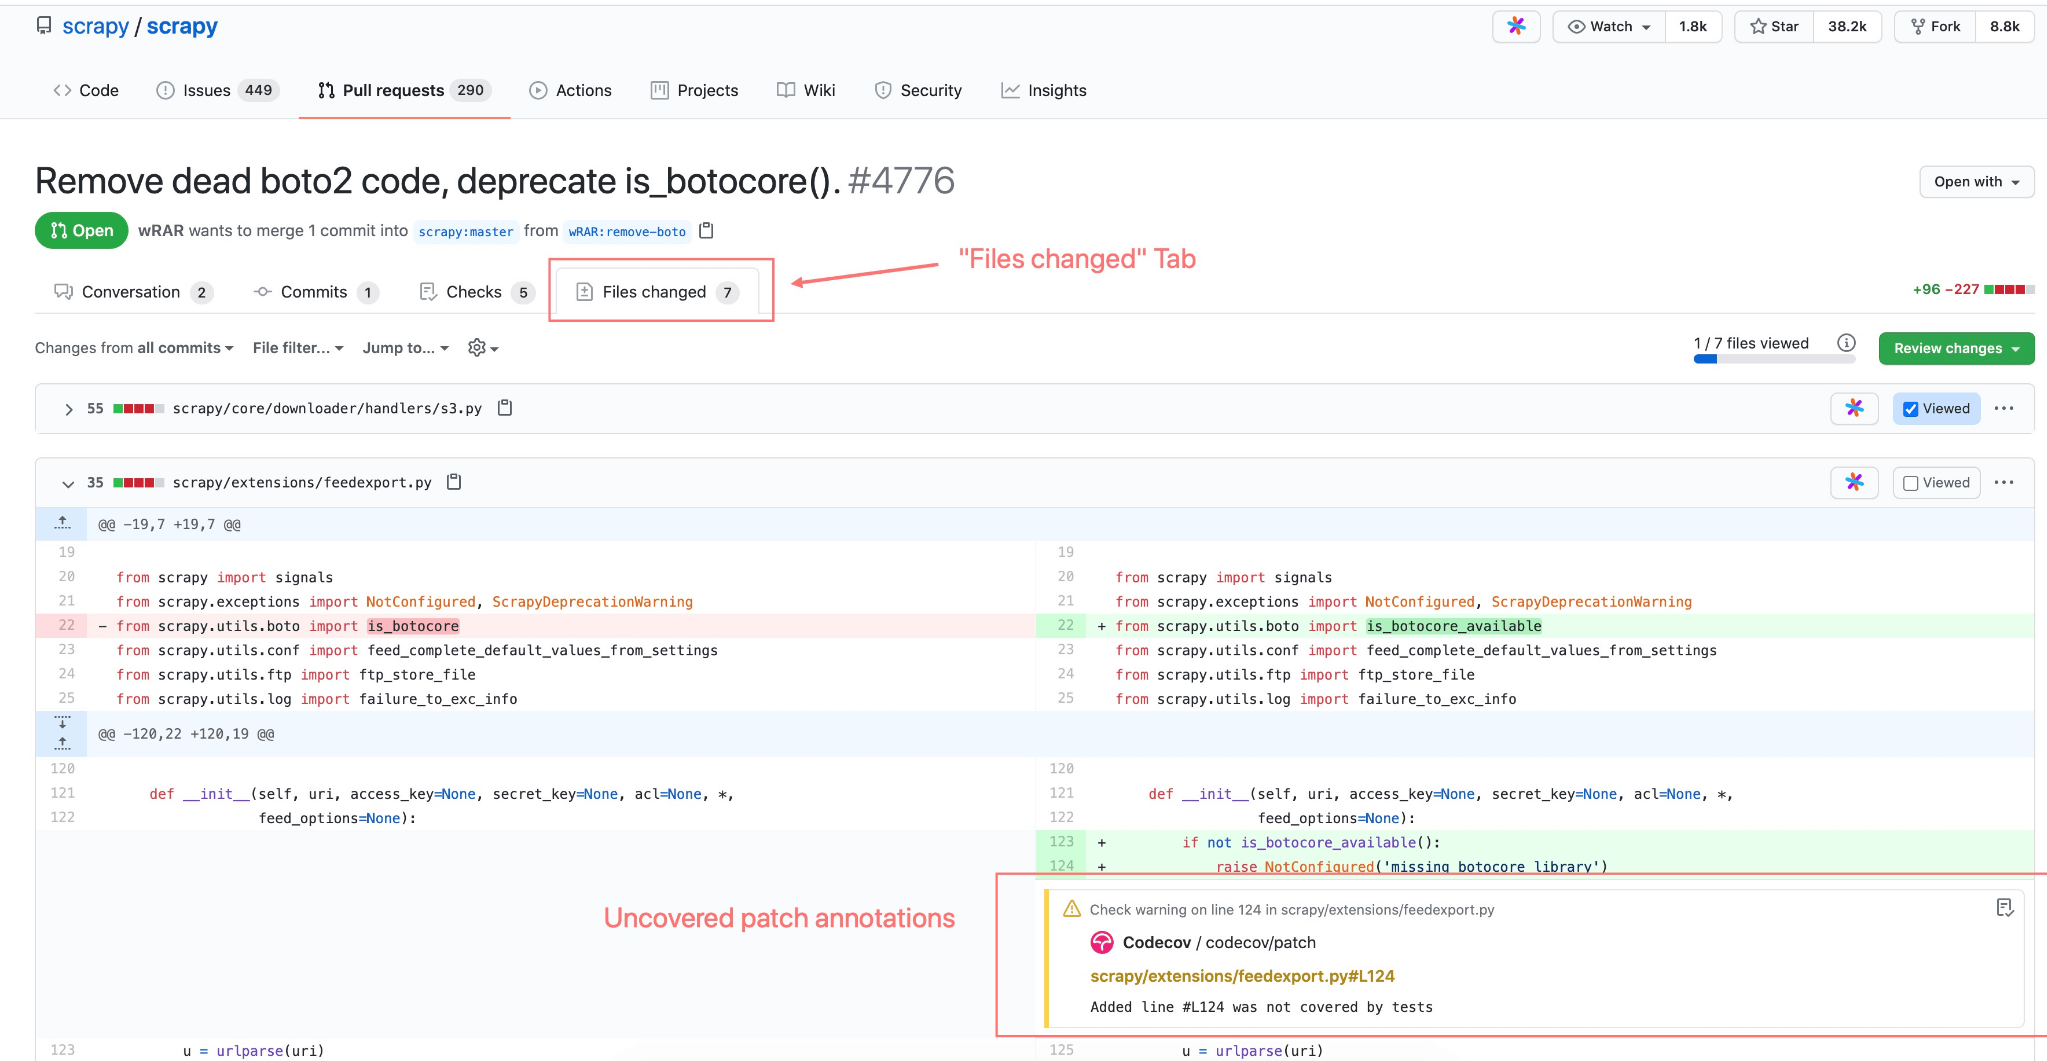 scrapy / scrapy
Watch 1.8k Star 38.2k Fork 8.8k
Code Issues 449 Pull requests 290 Actions Projects Wiki Security Insights
Remove dead boto2 code, deprecate is_botocore(). #4776
Open with
Open wRAR wants to merge 1 commit into scrapy:master from wRAR:remove-boto
"Files changed" Tab
Conversation 2 Commits 1 Checks 5 Files changed 7
+96 −227
Changes from all commits File filter... Jump to...
1 / 7 files viewed
Review changes
55 scrapy/core/downloader/handlers/s3.py
Viewed
35 scrapy/extensions/feedexport.py
Viewed
@@ -19,7 +19,7 @@
19
20 from scrapy import signals
21 from scrapy.exceptions import NotConfigured, ScrapyDeprecationWarning
22 - from scrapy.utils.boto import is_botocore
23 from scrapy.utils.conf import feed_complete_default_values_from_settings
24 from scrapy.utils.ftp import ftp_store_file
25 from scrapy.utils.log import failure_to_exc_info
19
20 from scrapy import signals
21 from scrapy.exceptions import NotConfigured, ScrapyDeprecationWarning
22 + from scrapy.utils.boto import is_botocore_available
23 from scrapy.utils.conf import feed_complete_default_values_from_settings
24 from scrapy.utils.ftp import ftp_store_file
25 from scrapy.utils.log import failure_to_exc_info
@@ -120,22 +120,19 @@
120
121 def __init__(self, uri, access_key=None, secret_key=None, acl=None, *,
122 feed_options=None):
120
121 def __init__(self, uri, access_key=None, secret_key=None, acl=None, *,
122 feed_options=None):
123 + if not is_botocore_available():
124 + raise NotConfigured('missing botocore library')
Uncovered patch annotations
Check warning on line 124 in scrapy/extensions/feedexport.py
Codecov / codecov/patch
scrapy/extensions/feedexport.py#L124
Added line #L124 was not covered by tests
123 u = urlparse(uri)
125 u = urlparse(uri)